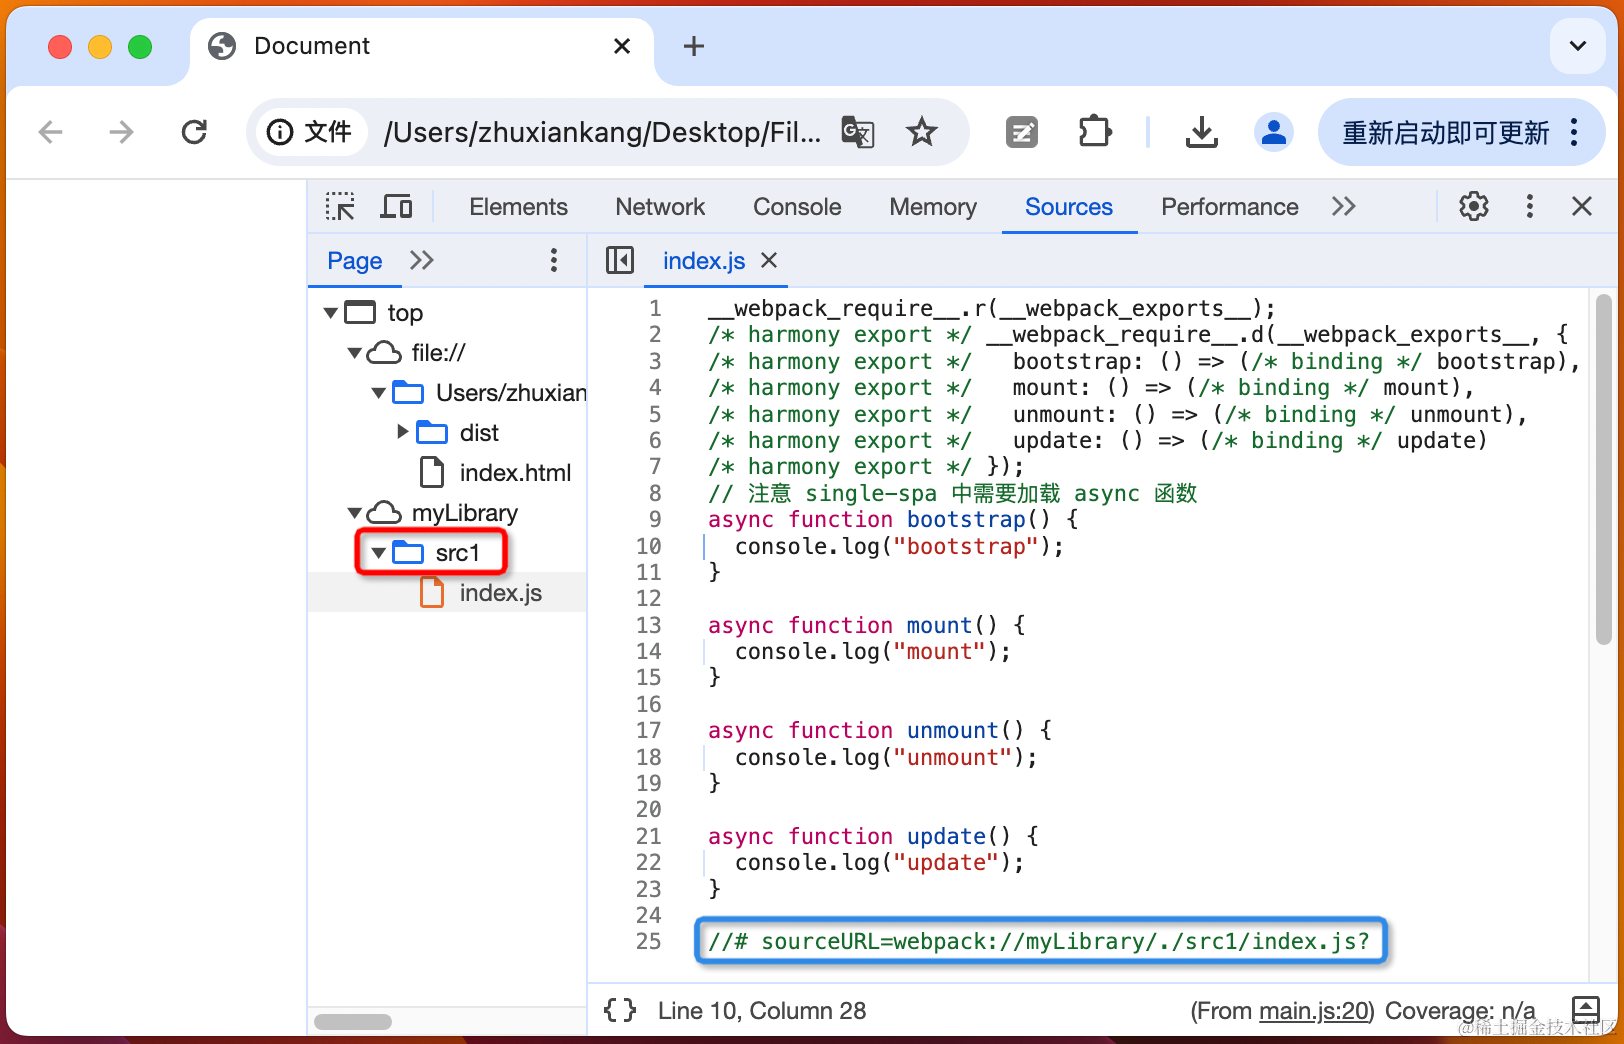 Document
文件 /Users/zhuxiankang/Desktop/Fil... 重新启动即可更新
Elements Network Console Memory Sources Performance
Page
index.js
top
file://
Users/zhuxian
dist
index.html
myLibrary
src1
index.js
1 __webpack_require__.r(__webpack_exports__);
2 /* harmony export */ __webpack_require__.d(__webpack_exports__, {
3 /* harmony export */   bootstrap: () => (/* binding */ bootstrap),
4 /* harmony export */   mount: () => (/* binding */ mount),
5 /* harmony export */   unmount: () => (/* binding */ unmount),
6 /* harmony export */   update: () => (/* binding */ update)
7 /* harmony export */ });
8 // 注意 single-spa 中需要加载 async 函数
9 async function bootstrap() {
10   console.log("bootstrap");
11 }
12
13 async function mount() {
14   console.log("mount");
15 }
16
17 async function unmount() {
18   console.log("unmount");
19 }
20
21 async function update() {
22   console.log("update");
23 }
24
25 //# sourceURL=webpack://myLibrary/./src1/index.js?
{} Line 10, Column 28 (From main.js:20) Coverage: n/a
@稀土掘金技术社区